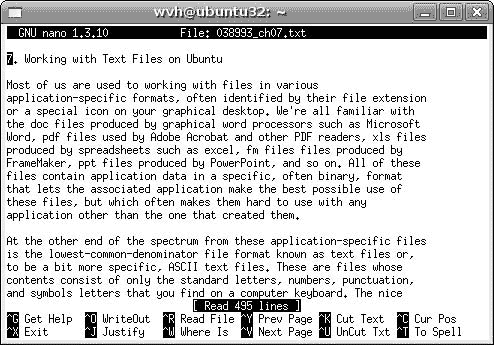 wvh@ubuntu32: ~
GNU nano 1.3.10 File: 038993_ch07.txt
7. Working with Text Files on Ubuntu
Most of us are used to working with files in various
application-specific formats, often identified by their file extension
or a special icon on your graphical desktop. We're all familiar with
the doc files produced by graphical word processors such as Microsoft
Word, pdf files used by Adobe Acrobat and other PDF readers, xls files
produced by spreadsheets such as excel, fm files files produced by
FrameMaker, ppt files produced by PowerPoint, and so on. All of these
files contain application data in a specific, often binary, format
that lets the associated application make the best possible use of
these files, but which often makes them hard to use with any
application other than the one that created them.
At the other end of the spectrum from these application-specific files
is the lowest-common-denominator file format known as text files or,
to be a bit more specific, ASCII text files. These are files whose
contents consist of only the standard letters, numbers, punctuation,
and symbols letters that you find on a computer keyboard. The nice
[ Read 495 lines ]
^G Get Help ^O WriteOut ^R Read File ^Y Prev Page ^K Cut Text ^C Cur Pos
^X Exit ^J Justify ^W Where Is ^V Next Page ^U UnCut Txt ^T To Spell